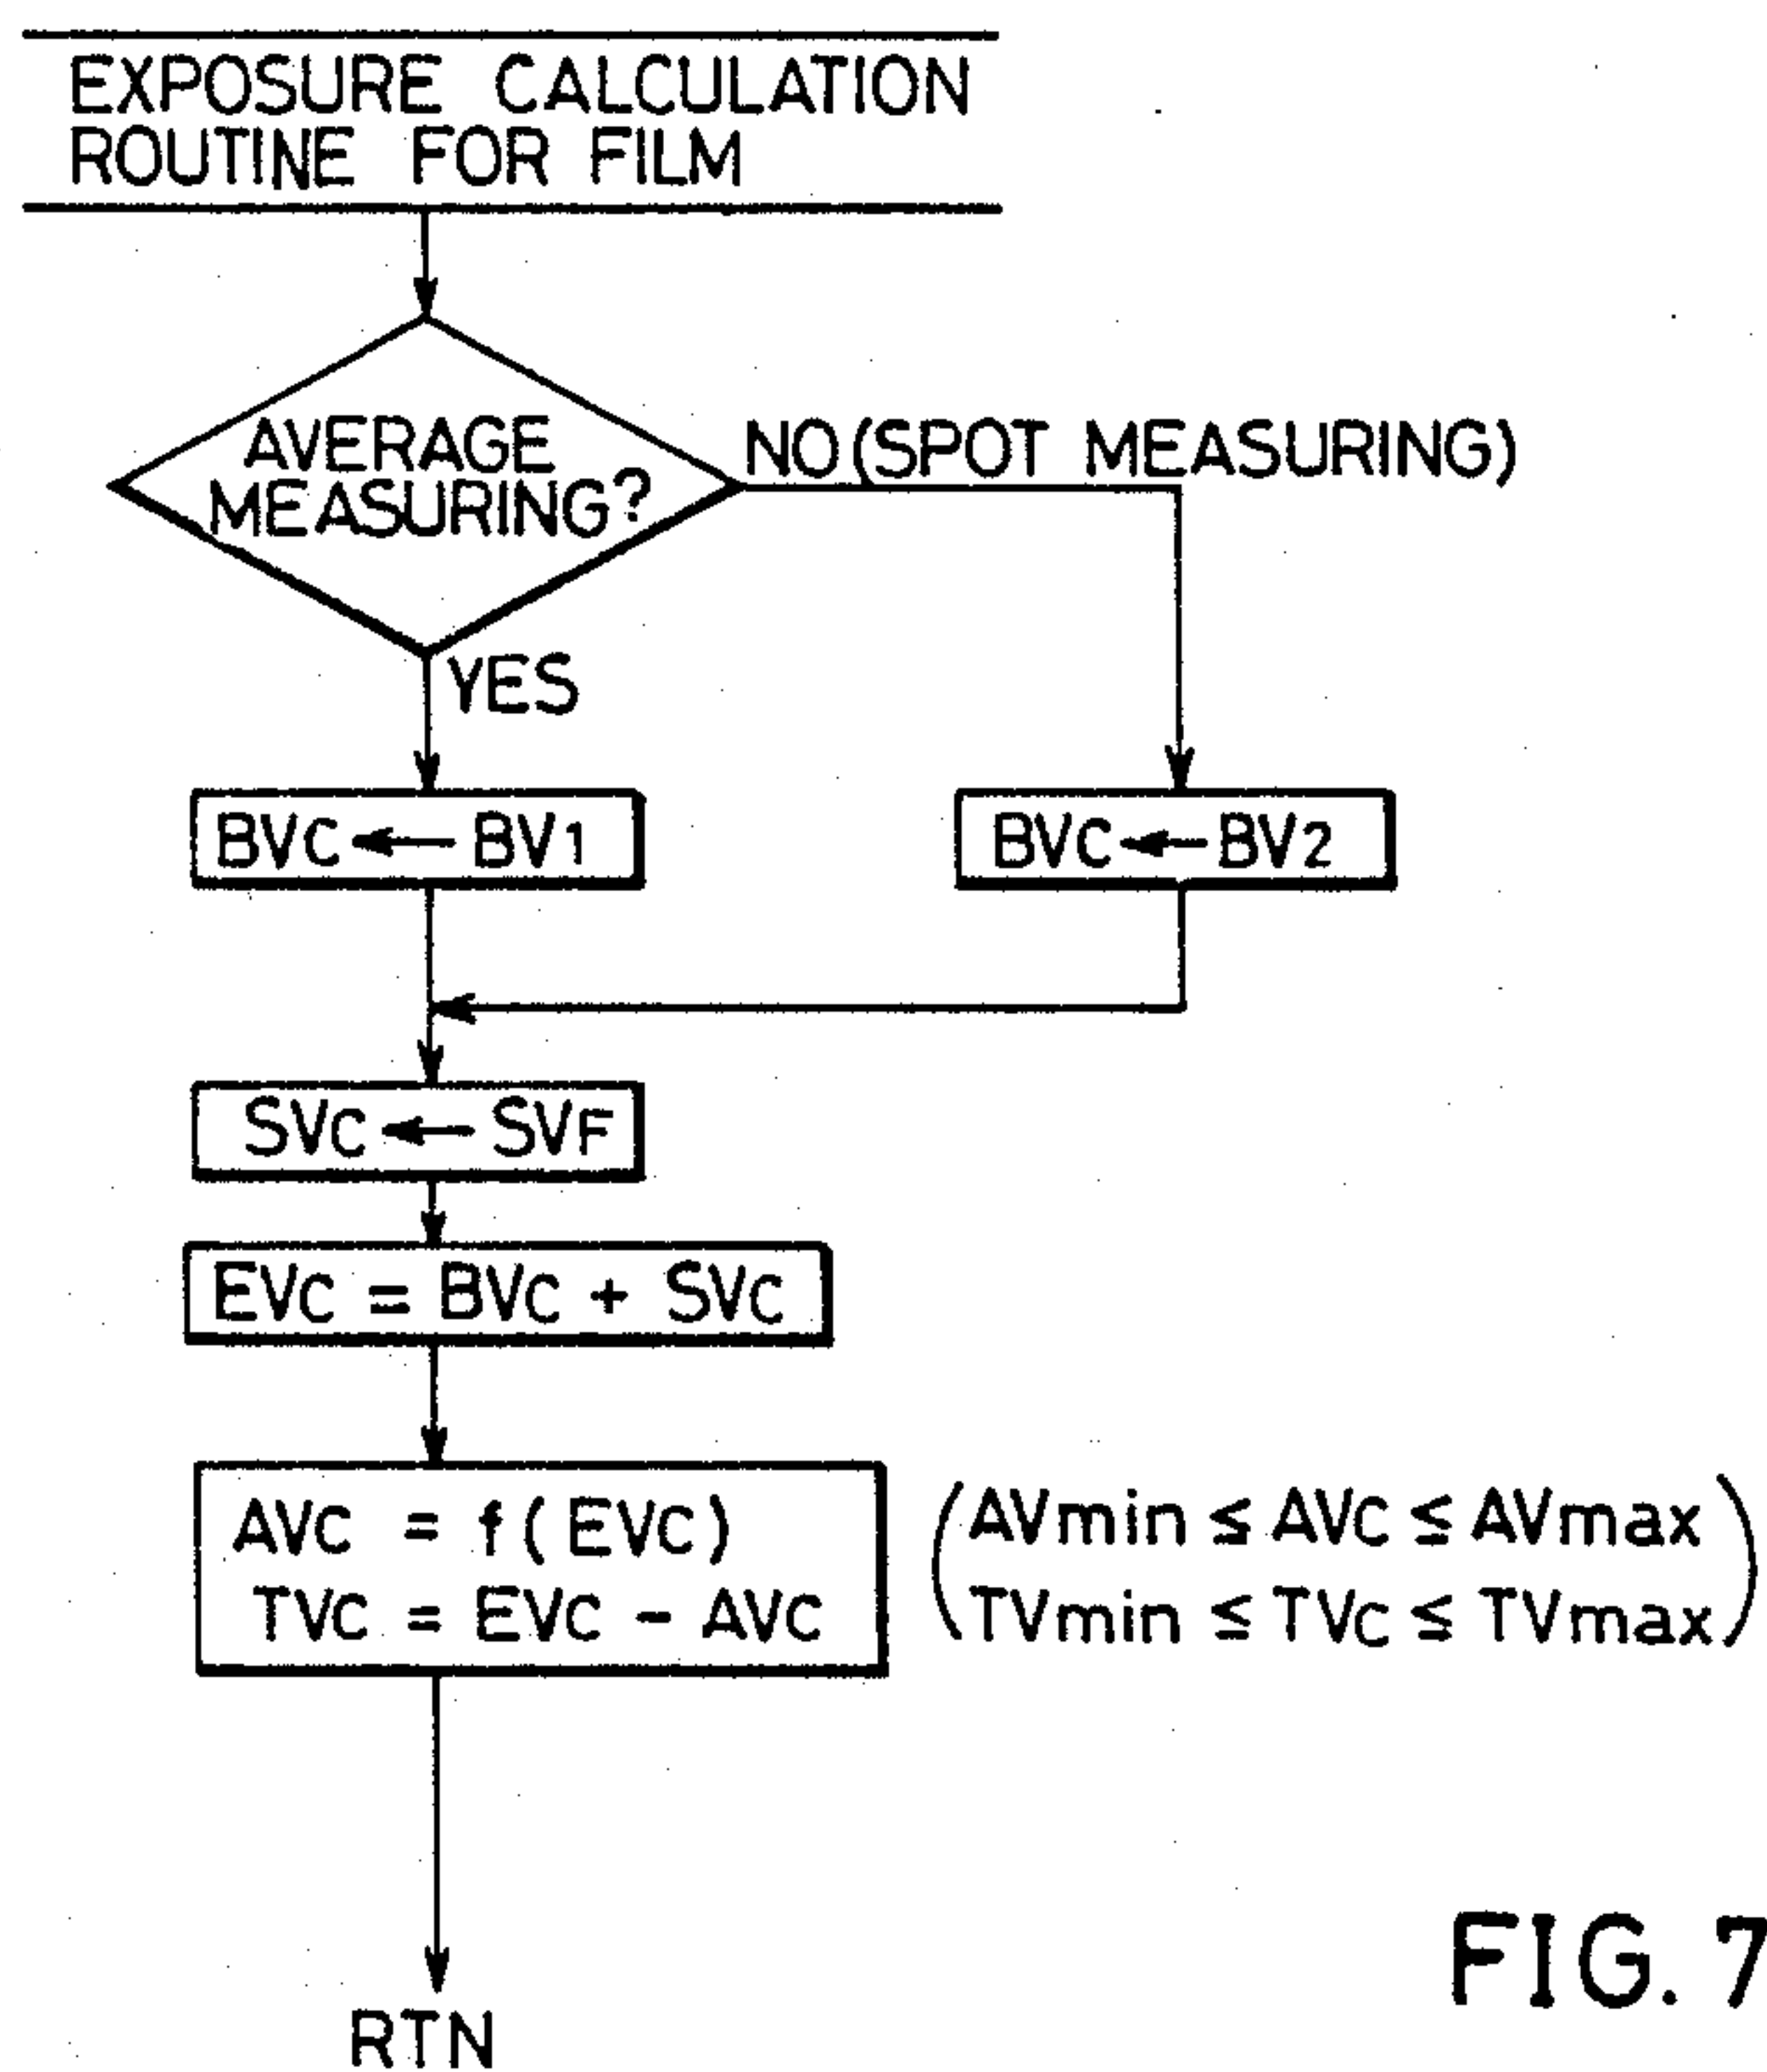 EXPOSURE CALCULATION
ROUTINE FOR FILM
AVERAGE
MEASURING?
NO (SPOT MEASURING)
YES
BVC ← BV1
BVC ← BV2
SVC ← SVF
EVC = BVC + SVC
AVC = f(EVC)
TVC = EVC - AVC
(AVmin ≤ AVC ≤ AVmax
TVmin ≤ TVC ≤ TVmax)
RTN
FIG. 7